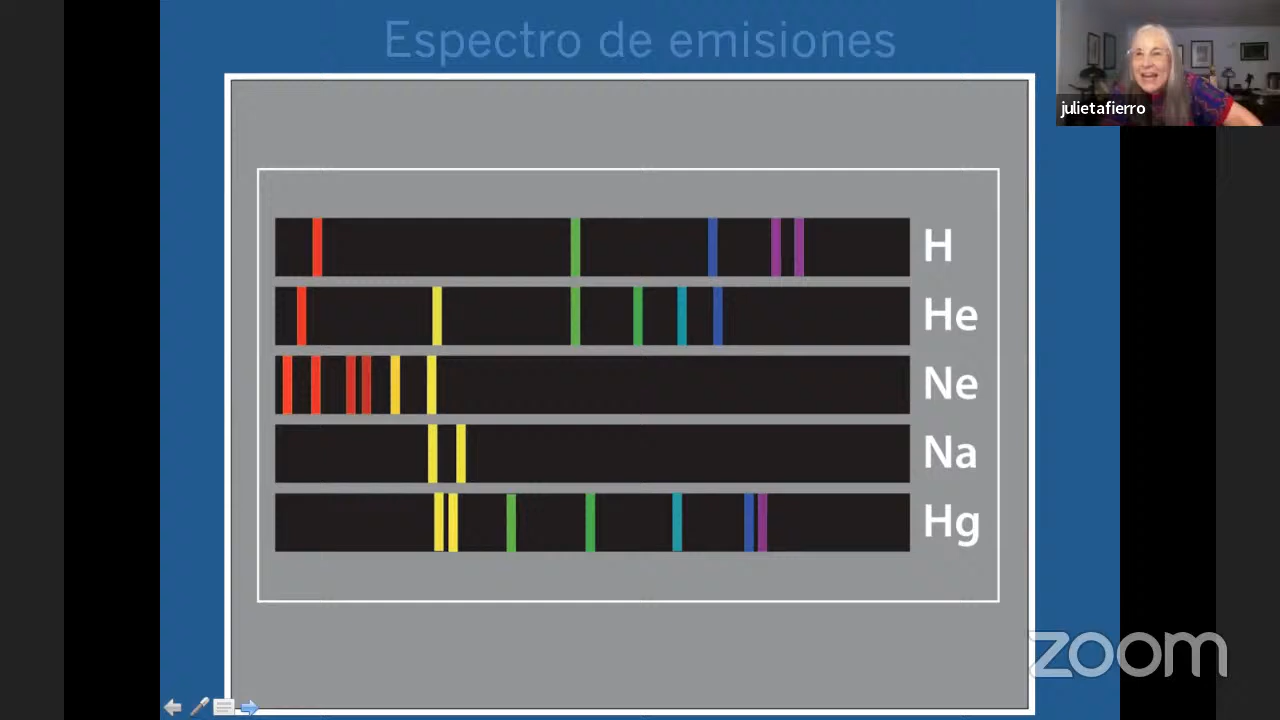 Espectro de emisiones
julietafierro
H
He
Ne
Na
Hg
zoom